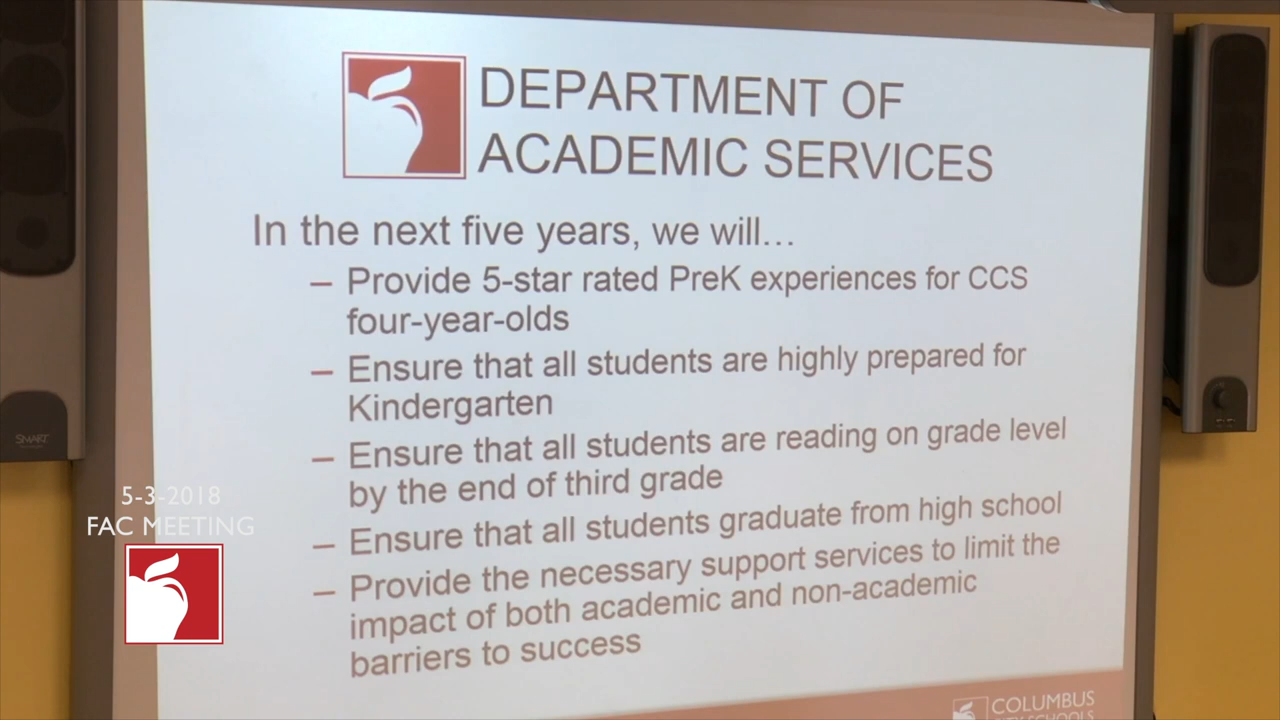 DEPARTMENT OF
ACADEMIC SERVICES
In the next five years, we will...
– Provide 5-star rated PreK experiences for CCS
four-year-olds
– Ensure that all students are highly prepared for
Kindergarten
– Ensure that all students are reading on grade level
by the end of third grade
– Ensure that all students graduate from high school
– Provide the necessary support services to limit the
impact of both academic and non-academic
barriers to success
SMART
5-3-2018
FAC MEETING
COLUMBUS
CITY SCHOOLS